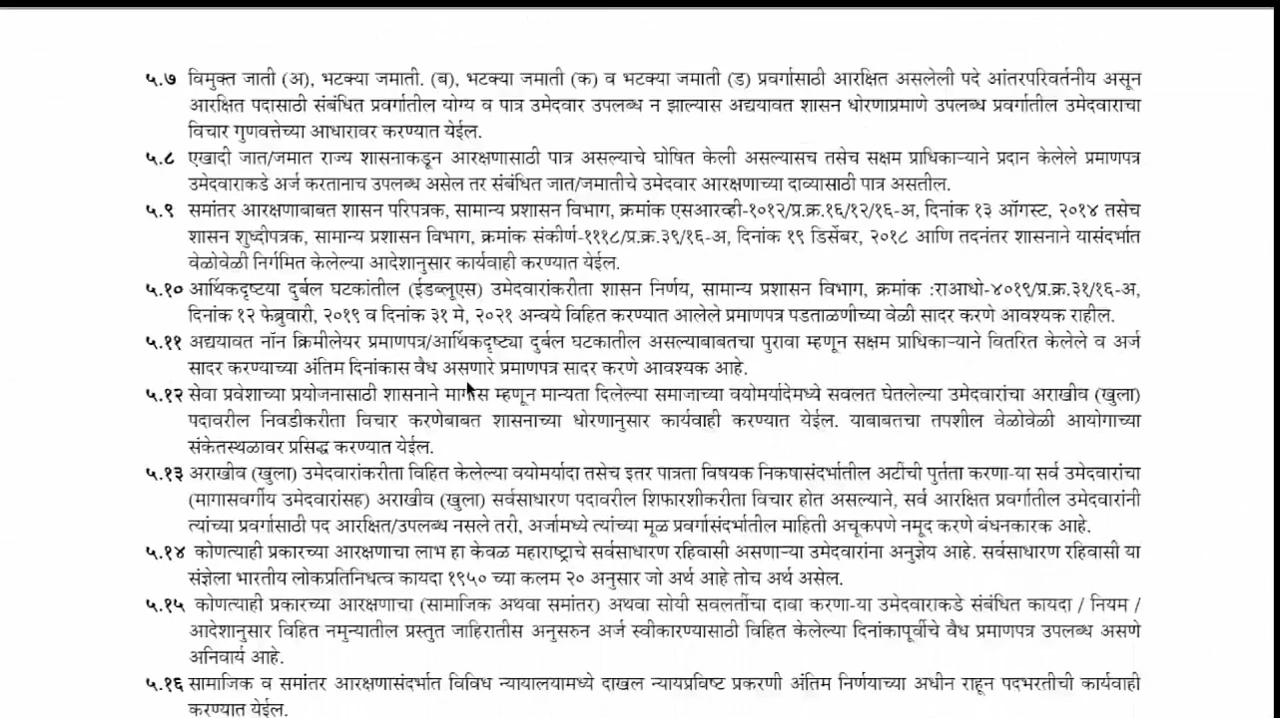 ५.७ विमुक्त जाती (अ), भटक्या जमाती. (ब), भटक्या जमाती (क) व भटक्या जमाती (ड) प्रवर्गासाठी आरक्षित असलेली पदे आंतरपरिवर्तनीय असून
आरक्षित पदासाठी संबंधित प्रवर्गातील योग्य व पात्र उमेदवार उपलब्ध न झाल्यास अद्ययावत शासन धोरणाप्रमाणे उपलब्ध प्रवर्गातील उमेदवाराचा
विचार गुणवत्तेच्या आधारावर करण्यात येईल.
५.८ एखादी जात/जमात राज्य शासनाकडून आरक्षणासाठी पात्र असल्याचे घोषित केली असल्यासच तसेच सक्षम प्राधिकाऱ्याने प्रदान केलेले प्रमाणपत्र
उमेदवाराकडे अर्ज करतानाच उपलब्ध असेल तर संबंधित जात/जमातीचे उमेदवार आरक्षणाच्या दाव्यासाठी पात्र असतील.
५.९ समांतर आरक्षणाबाबत शासन परिपत्रक, सामान्य प्रशासन विभाग, क्रमांक एसआरव्ही-१०१२/प्र.क्र.१६/१२/१६-अ, दिनांक १३ ऑगस्ट, २०१४ तसेच
शासन शुध्दीपत्रक, सामान्य प्रशासन विभाग, क्रमांक संकीर्ण-१११८/प्र.क्र.३९/१६-अ, दिनांक १९ डिसेंबर, २०१८ आणि तदनंतर शासनाने यासंदर्भात
वेळोवेळी निर्गमित केलेल्या आदेशानुसार कार्यवाही करण्यात येईल.
५.१० आर्थिकदृष्टया दुर्बल घटकांतील (ईडब्लूएस) उमेदवारांकरीता शासन निर्णय, सामान्य प्रशासन विभाग, क्रमांक :राआधो-४०१९/प्र.क्र.३१/१६-अ,
दिनांक १२ फेब्रुवारी, २०१९ व दिनांक ३१ मे, २०२१ अन्वये विहित करण्यात आलेले प्रमाणपत्र पडताळणीच्या वेळी सादर करणे आवश्यक राहील.
५.११ अद्ययावत नॉन क्रिमीलेयर प्रमाणपत्र/आर्थिकदृष्ट्या दुर्बल घटकातील असल्याबाबतचा पुरावा म्हणून सक्षम प्राधिकाऱ्याने वितरित केलेले व अर्ज
सादर करण्याच्या अंतिम दिनांकास वैध असणारे प्रमाणपत्र सादर करणे आवश्यक आहे.
५.१२ सेवा प्रवेशाच्या प्रयोजनासाठी शासनाने मागास म्हणून मान्यता दिलेल्या समाजाच्या वयोमर्यादेमध्ये सवलत घेतलेल्या उमेदवारांचा अराखीव (खुला)
पदावरील निवडीकरीता विचार करणेबाबत शासनाच्या धोरणानुसार कार्यवाही करण्यात येईल. याबाबतचा तपशील वेळोवेळी आयोगाच्या
संकेतस्थळावर प्रसिद्ध करण्यात येईल.
५.१३ अराखीव (खुला) उमेदवारांकरीता विहित केलेल्या वयोमर्यादा तसेच इतर पात्रता विषयक निकषासंदर्भातील अटींची पुर्तता करणा-या सर्व उमेदवारांचा
(मागासवर्गीय उमेदवारांसह) अराखीव (खुला) सर्वसाधारण पदावरील शिफारशीकरीता विचार होत असल्याने, सर्व आरक्षित प्रवर्गातील उमेदवारांनी
त्यांच्या प्रवर्गासाठी पद आरक्षित/उपलब्ध नसले तरी, अर्जामध्ये त्यांच्या मूळ प्रवर्गासंदर्भातील माहिती अचूकपणे नमूद करणे बंधनकारक आहे.
५.१४ कोणत्याही प्रकारच्या आरक्षणाचा लाभ हा केवळ महाराष्ट्राचे सर्वसाधारण रहिवासी असणाऱ्या उमेदवारांना अनुज्ञेय आहे. सर्वसाधारण रहिवासी या
संज्ञेला भारतीय लोकप्रतिनिधत्व कायदा १९५० च्या कलम २० अनुसार जो अर्थ आहे तोच अर्थ असेल.
५.१५ कोणत्याही प्रकारच्या आरक्षणाचा (सामाजिक अथवा समांतर) अथवा सोयी सवलतींचा दावा करणा-या उमेदवाराकडे संबंधित कायदा / नियम /
आदेशानुसार विहित नमुन्यातील प्रस्तुत जाहिरातीस अनुसरुन अर्ज स्वीकारण्यासाठी विहित केलेल्या दिनांकापूर्वीचे वैध प्रमाणपत्र उपलब्ध असणे
अनिवार्य आहे.
५.१६ सामाजिक व समांतर आरक्षणासंदर्भात विविध न्यायालयामध्ये दाखल न्यायप्रविष्ट प्रकरणी अंतिम निर्णयाच्या अधीन राहून पदभरतीची कार्यवाही
करण्यात येईल.